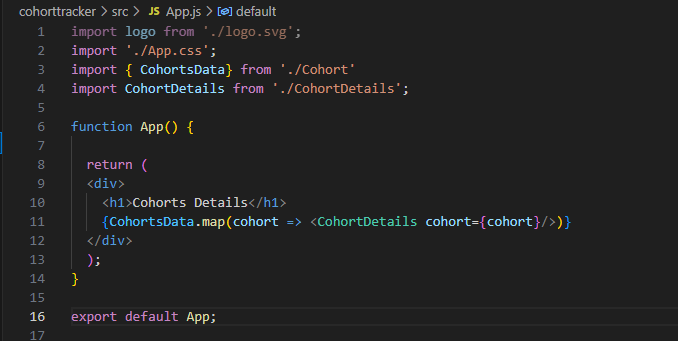 cohorttracker > src > JS App.js > default
1 import logo from './logo.svg';
2 import './App.css';
3 import { CohortsData} from './Cohort'
4 import CohortDetails from './CohortDetails';
5
6 function App() {
7
8 return (
9 <div>
10 <h1>Cohorts Details</h1>
11 {CohortsData.map(cohort => <CohortDetails cohort={cohort}/>)}
12 </div>
13 );
14 }
15
16 export default App;
17